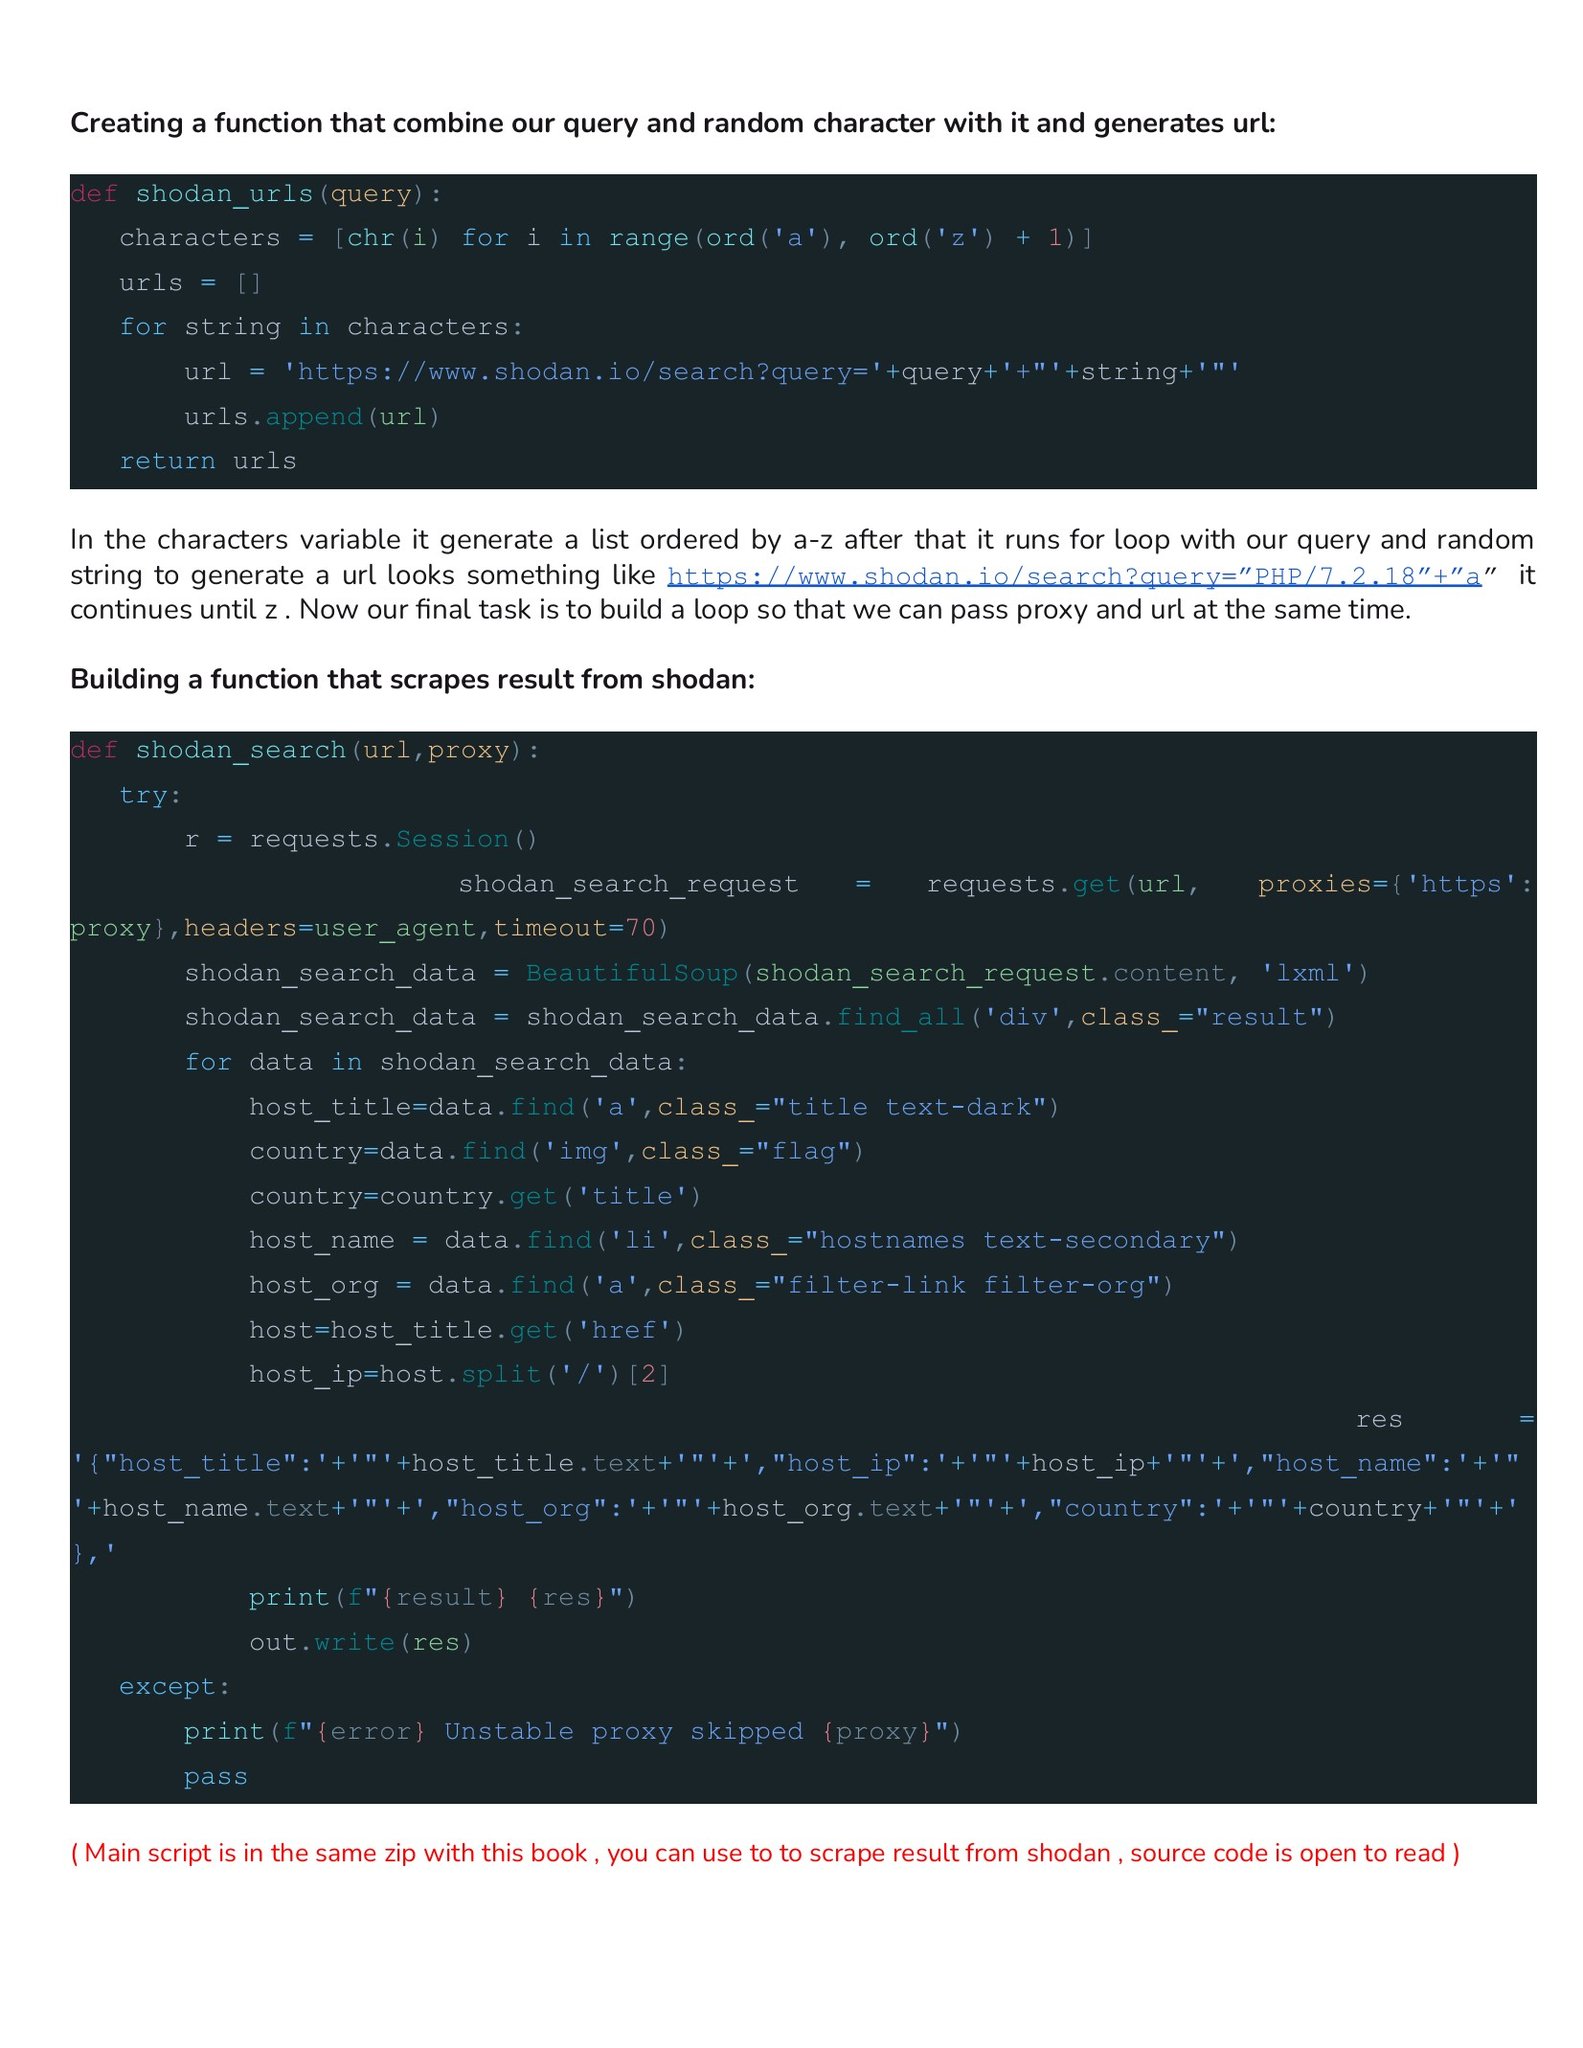 Creating a function that combine our query and random character with it and generates url:
def shodan_urls(query):
   characters = [chr(i) for i in range(ord('a'), ord('z') + 1)]
   urls = []
   for string in characters:
       url = 'https://www.shodan.io/search?query='+query+'+"'+string+'"'
       urls.append(url)
   return urls
In the characters variable it generate a list ordered by a-z after that it runs for loop with our query and random
string to generate a url looks something like https://www.shodan.io/search?query=”PHP/7.2.18”+”a” it
continues until z . Now our final task is to build a loop so that we can pass proxy and url at the same time.
Building a function that scrapes result from shodan:
def shodan_search(url,proxy):
   try:
       r = requests.Session()
       shodan_search_request = requests.get(url, proxies={'https':
proxy},headers=user_agent,timeout=70)
       shodan_search_data = BeautifulSoup(shodan_search_request.content, 'lxml')
       shodan_search_data = shodan_search_data.find_all('div',class_="result")
       for data in shodan_search_data:
           host_title=data.find('a',class_="title text-dark")
           country=data.find('img',class_="flag")
           country=country.get('title')
           host_name = data.find('li',class_="hostnames text-secondary")
           host_org = data.find('a',class_="filter-link filter-org")
           host=host_title.get('href')
           host_ip=host.split('/')[2]
           res =
'{"host_title":'+'"'+host_title.text+'"'+',"host_ip":'+'"'+host_ip+'"'+',"host_name":'+'"
'+host_name.text+'"'+',"host_org":'+'"'+host_org.text+'"'+',"country":'+'"'+country+'"'+'
},'
           print(f"{result} {res}")
           out.write(res)
   except:
       print(f"{error} Unstable proxy skipped {proxy}")
       pass
( Main script is in the same zip with this book , you can use to to scrape result from shodan , source code is open to read )